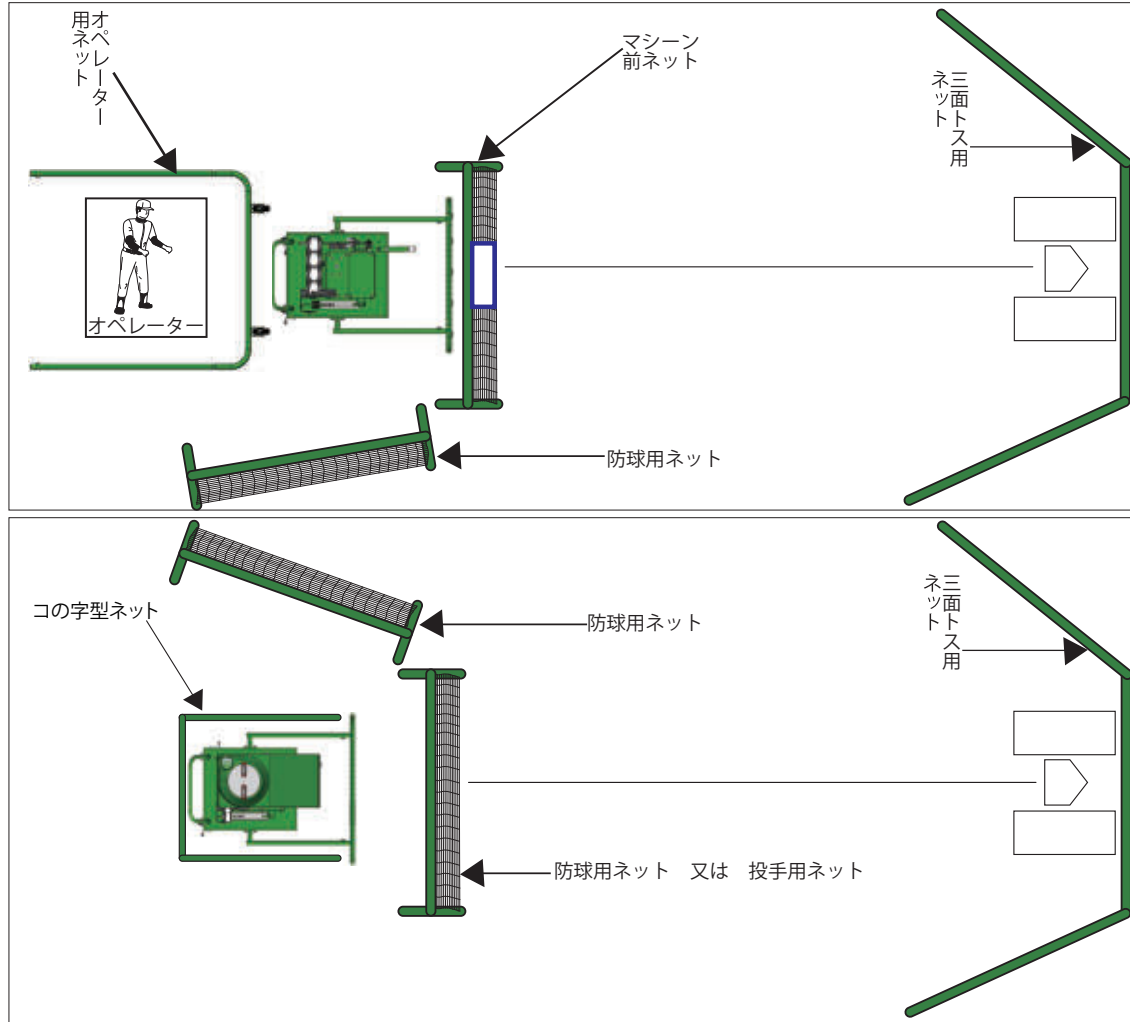 オペレーター
用ネット
マシーン
前ネット
三面トス用
ネット
オペレーター
防球用ネット
コの字型ネット
防球用ネット
三面トス用
ネット
防球用ネット　又は　投手用ネット